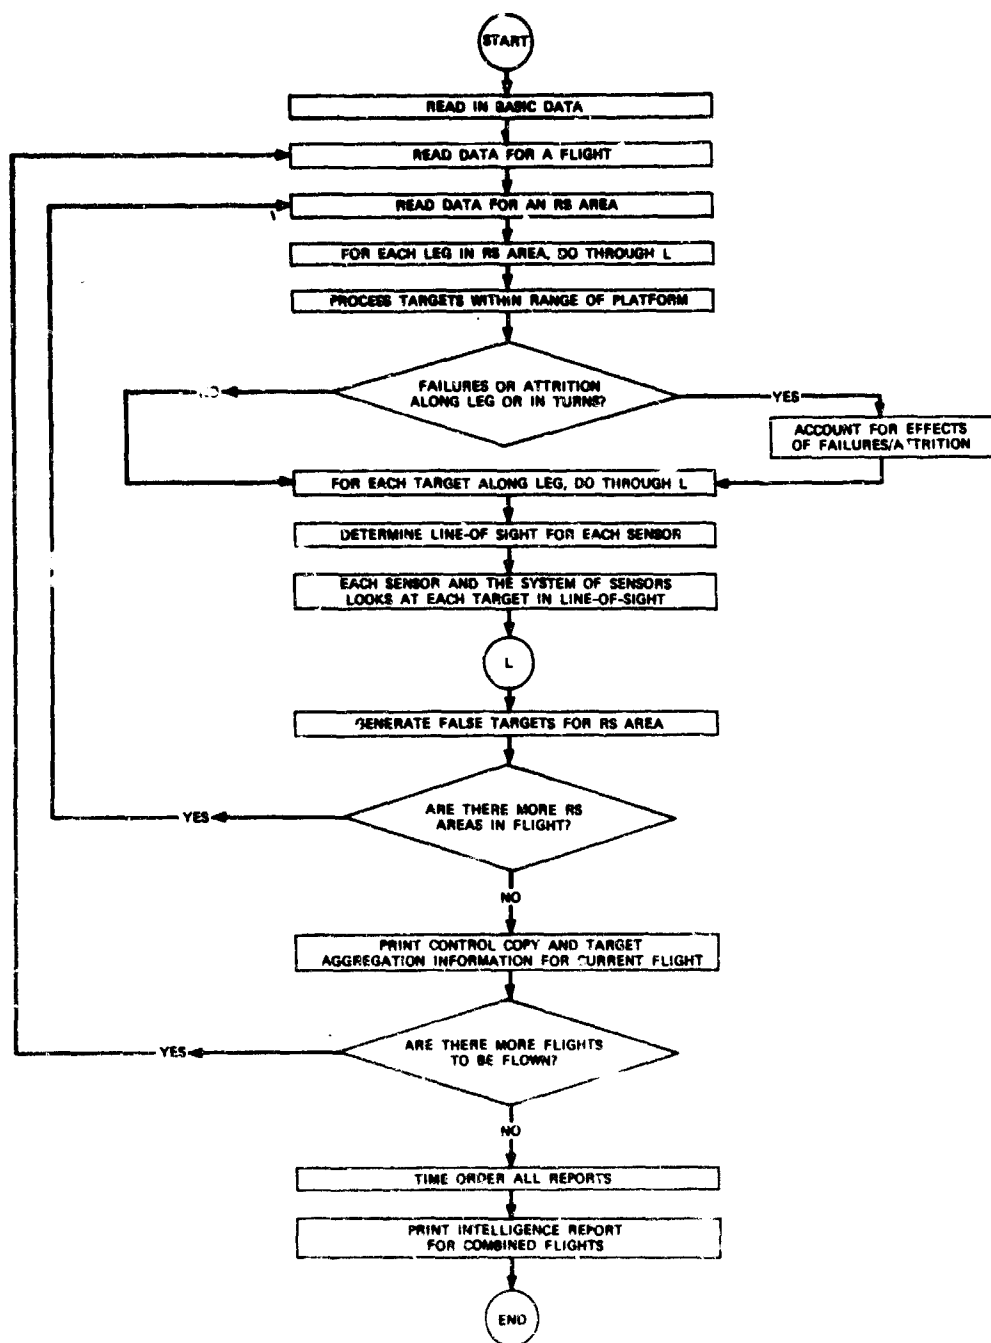 START
READ IN BASIC DATA
READ DATA FOR A FLIGHT
READ DATA FOR AN RS AREA
FOR EACH LEG IN RS AREA, DO THROUGH L
PROCESS TARGETS WITHIN RANGE OF PLATFORM
FAILURES OR ATTRITION
ALONG LEG OR IN TURNS?
NO
YES
ACCOUNT FOR EFFECTS
OF FAILURES/ATTRITION
FOR EACH TARGET ALONG LEG, DO THROUGH L
DETERMINE LINE-OF SIGHT FOR EACH SENSOR
EACH SENSOR AND THE SYSTEM OF SENSORS
LOOKS AT EACH TARGET IN LINE-OF-SIGHT
L
GENERATE FALSE TARGETS FOR RS AREA
ARE THERE MORE RS
AREAS IN FLIGHT?
YES
NO
PRINT CONTROL COPY AND TARGET
AGGREGATION INFORMATION FOR CURRENT FLIGHT
ARE THERE MORE FLIGHTS
TO BE FLOWN?
YES
NO
TIME ORDER ALL REPORTS
PRINT INTELLIGENCE REPORT
FOR COMBINED FLIGHTS
END